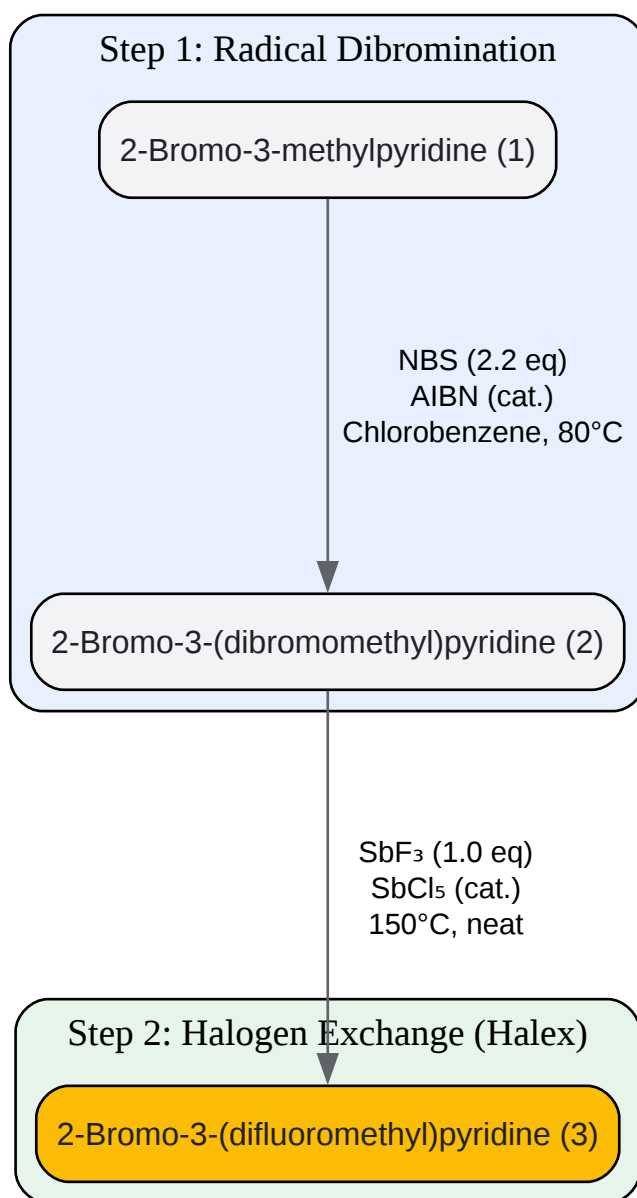 Step 1: Radical Dibromination
2-Bromo-3-methylpyridine (1)
NBS (2.2 eq)
AIBN (cat.)
Chlorobenzene, 80°C
2-Bromo-3-(dibromomethyl)pyridine (2)
SbF₃ (1.0 eq)
SbCl₅ (cat.)
150°C, neat
Step 2: Halogen Exchange (Halex)
2-Bromo-3-(difluoromethyl)pyridine (3)